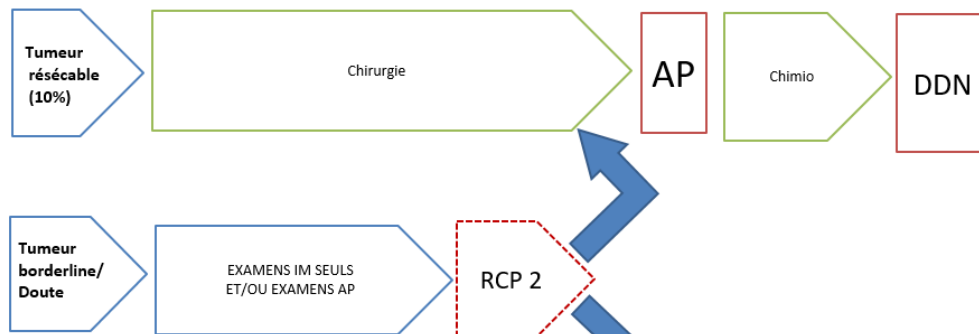 Tumeur
résécable
(10%)
Chirurgie
AP
Chimio
DDN
Tumeur
borderline/
Doute
EXAMENS IM SEULS
ET/OU EXAMENS AP
RCP 2